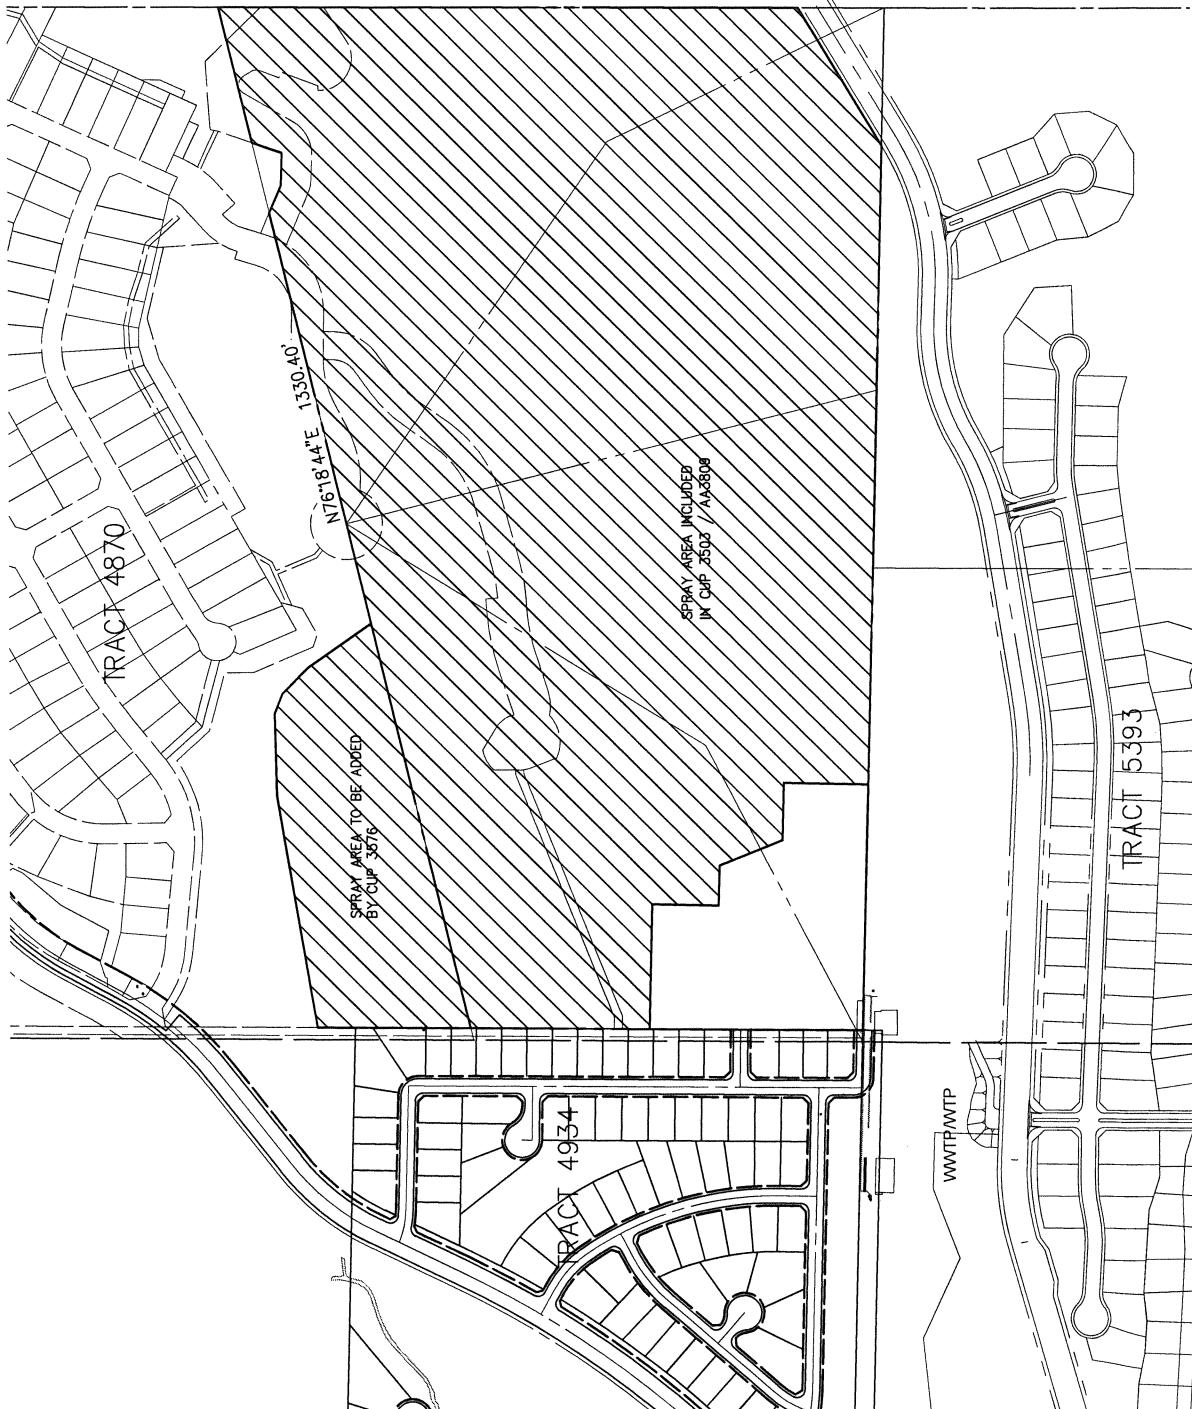 N76°18'44"E 1330.40'
TRACT 4870
SPRAY AREA INCLUDED
IN CUP 3503 / AA3809
TRACT 5393
SPRAY AREA TO BE ADDED
BY CUP 3576
TRACT 4934
WWTP/WTP